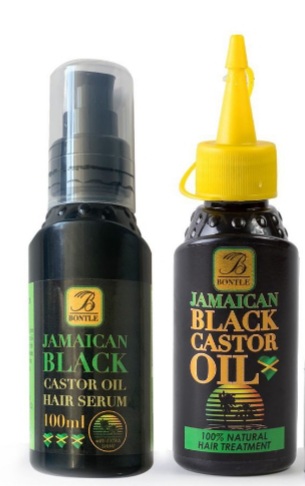 B
BONTLE
JAMAICAN
BLACK
CASTOR OIL
HAIR SERUM
100ml
B
BONTLE
JAMAICAN
BLACK
CASTOR
OIL
100% NATURAL
HAIR TREATMENT